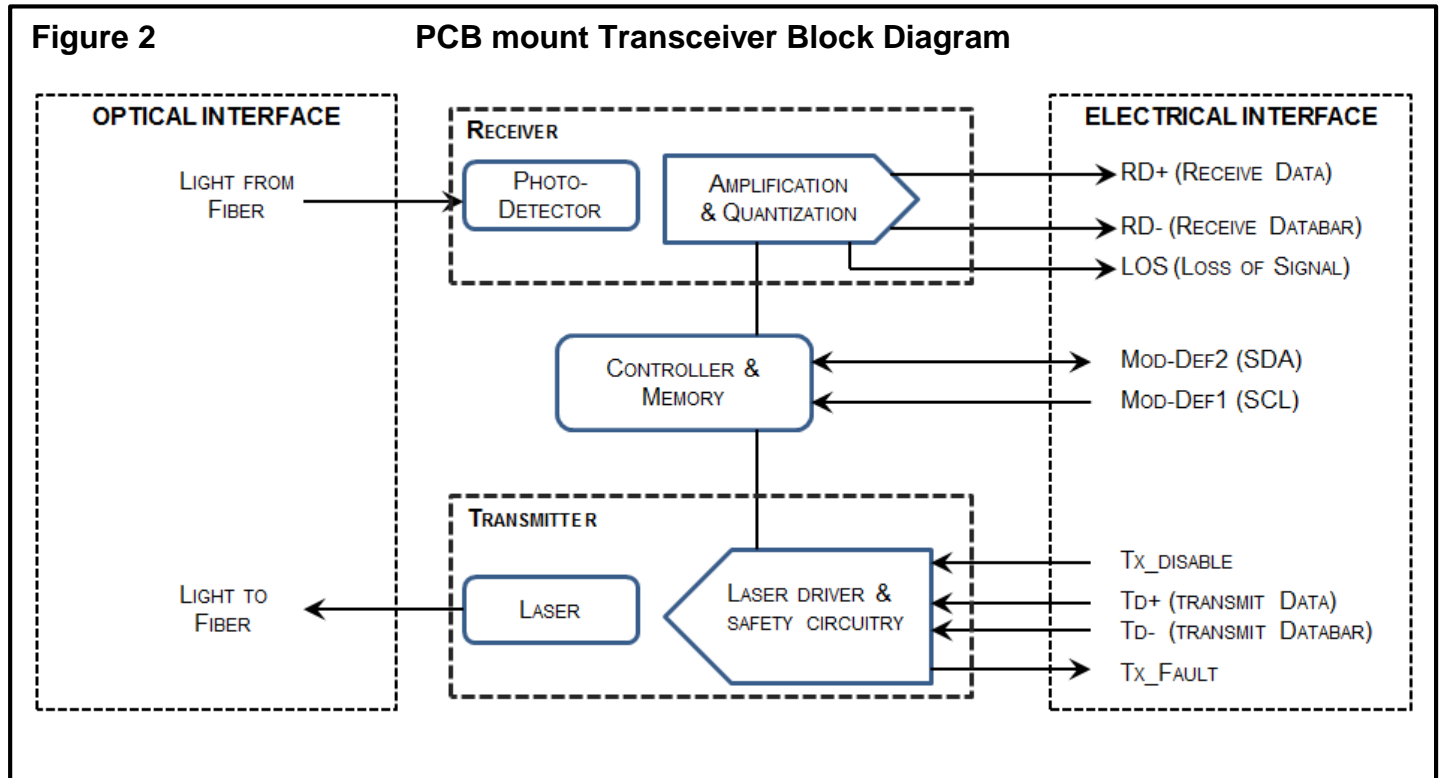 Figure 2
PCB mount Transceiver Block Diagram
OPTICAL INTERFACE
LIGHT FROM
FIBER
LIGHT TO
FIBER
RECEIVER
PHOTO-
DETECTOR
AMPLIFICATION
& QUANTIZATION
CONTROLLER &
MEMORY
TRANSMITTER
LASER
LASER DRIVER &
SAFETY CIRCUITRY
ELECTRICAL INTERFACE
RD+ (RECEIVE DATA)
RD- (RECEIVE DATABAR)
LOS (LOSS OF SIGNAL)
MOD-DEF2 (SDA)
MOD-DEF1 (SCL)
TX_DISABLE
TD+ (TRANSMIT DATA)
TD- (TRANSMIT DATABAR)
TX_FAULT